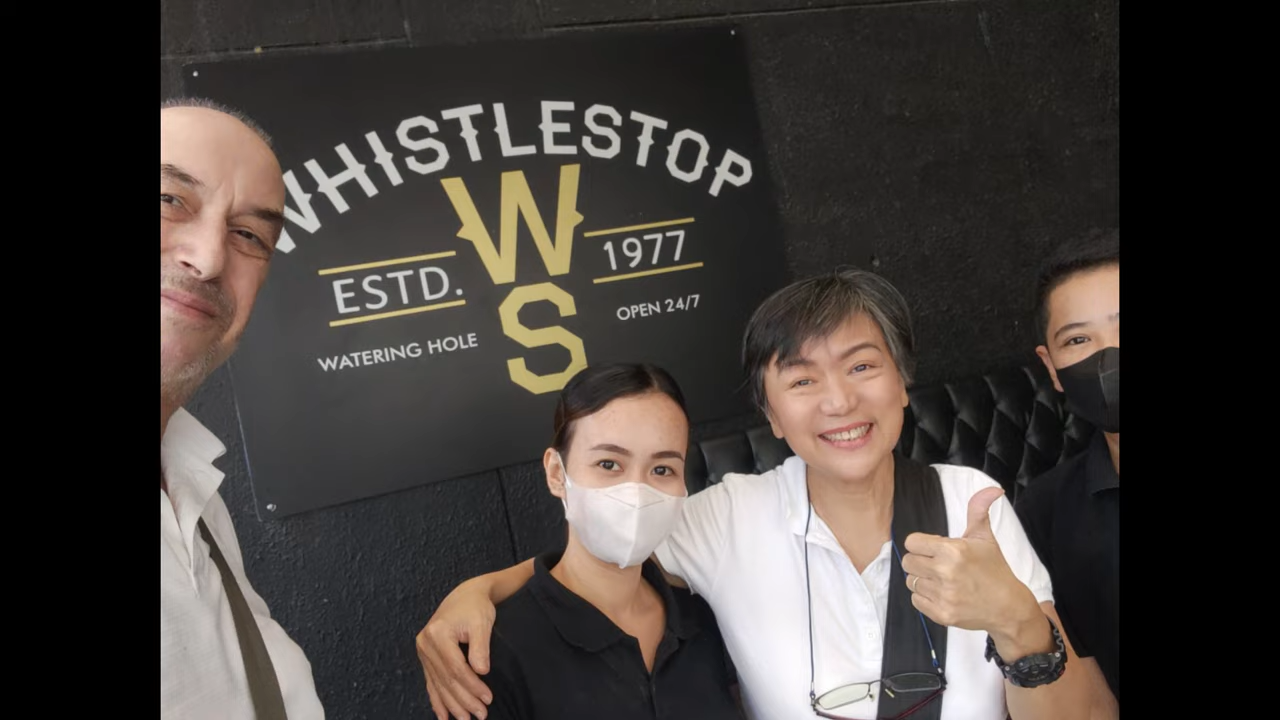 WHISTLESTOP
W
ESTD. 1977
S
WATERING HOLE
OPEN 24/7